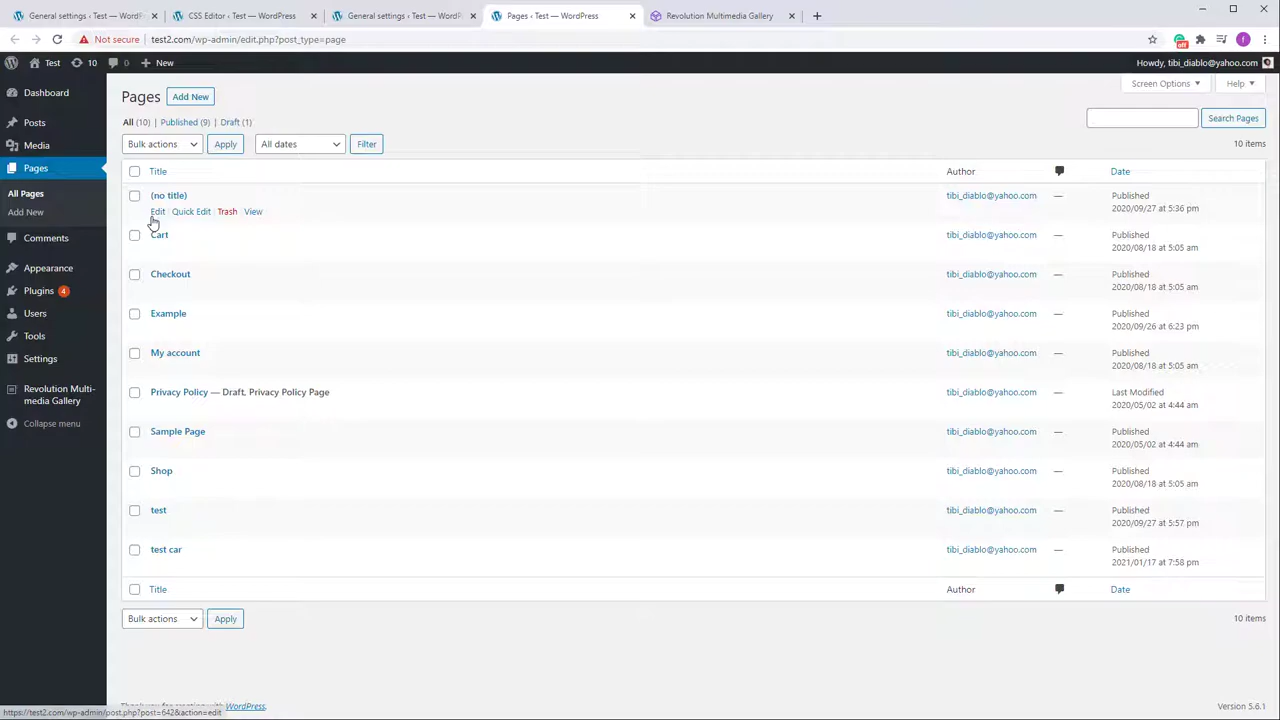 General settings ‹ Test — WordPress
CSS Editor ‹ Test — WordPress
General settings ‹ Test — WordPress
Pages ‹ Test — WordPress
Revolution Multimedia Gallery
Not secure test2.com/wp-admin/edit.php?post_type=page
off
f
Test 10 0 New
Howdy, tibi_diablo@yahoo.com
Dashboard
Posts
Media
Pages
All Pages
Add New
Comments
Appearance
Plugins 4
Users
Tools
Settings
Revolution Multi-
media Gallery
Collapse menu
Screen Options Help
Pages Add New
All (10) | Published (9) | Draft (1)
Search Pages
Bulk actions Apply All dates Filter
10 items
Title Author Date
(no title) tibi_diablo@yahoo.com — Published
Edit Quick Edit Trash View 2020/09/27 at 5:36 pm
Cart tibi_diablo@yahoo.com — Published
2020/08/18 at 5:05 am
Checkout tibi_diablo@yahoo.com — Published
2020/08/18 at 5:05 am
Example tibi_diablo@yahoo.com — Published
2020/09/26 at 6:23 pm
My account tibi_diablo@yahoo.com — Published
2020/08/18 at 5:05 am
Privacy Policy — Draft, Privacy Policy Page tibi_diablo@yahoo.com — Last Modified
2020/05/02 at 4:44 am
Sample Page tibi_diablo@yahoo.com — Published
2020/05/02 at 4:44 am
Shop tibi_diablo@yahoo.com — Published
2020/08/18 at 5:05 am
test tibi_diablo@yahoo.com — Published
2020/09/27 at 5:57 pm
test car tibi_diablo@yahoo.com — Published
2021/01/17 at 7:58 pm
Title Author Date
Bulk actions Apply
10 items
Thank you for creating with WordPress.
Version 5.6.1
https://test2.com/wp-admin/post.php?post=642&action=edit